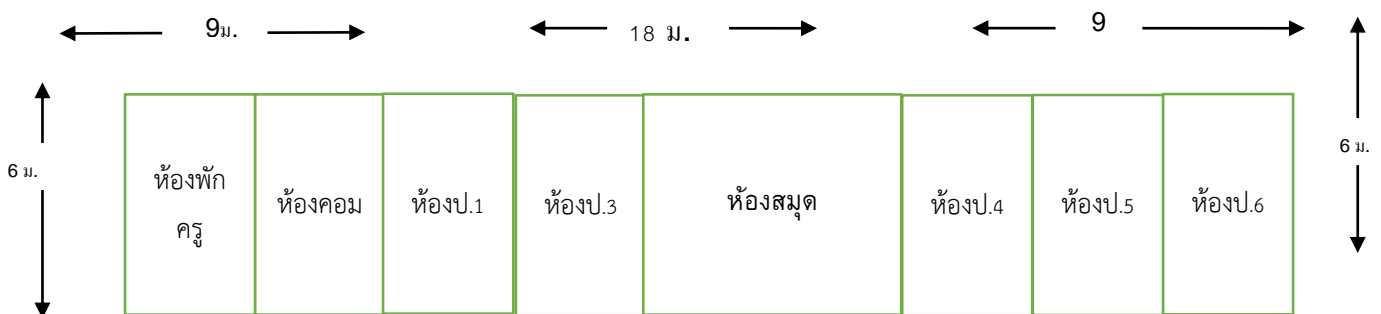 9ม.
18 ม.
9
6 ม.
6 ม.
ห้องพัก
ครู
ห้องคอม
ห้องป.1
ห้องป.3
ห้องสมุด
ห้องป.4
ห้องป.5
ห้องป.6